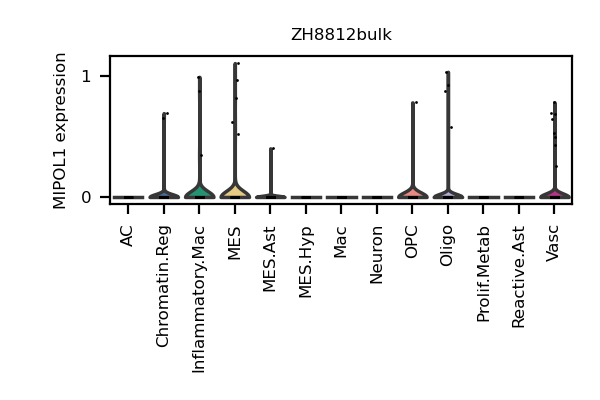 ZH8812bulk
MIPOL1 expression
1
0
AC
Chromatin.Reg
Inflammatory.Mac
MES
MES.Ast
MES.Hyp
Mac
Neuron
OPC
Oligo
Prolif.Metab
Reactive.Ast
Vasc